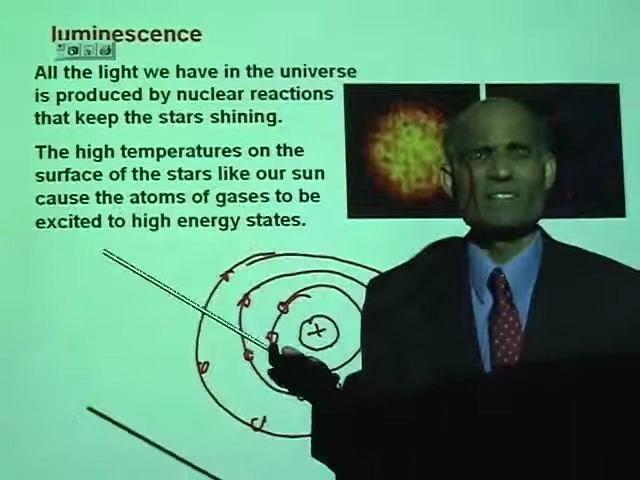 luminescence
All the light we have in the universe
is produced by nuclear reactions
that keep the stars shining.
The high temperatures on the
surface of the stars like our sun
cause the atoms of gases to be
excited to high energy states.
+